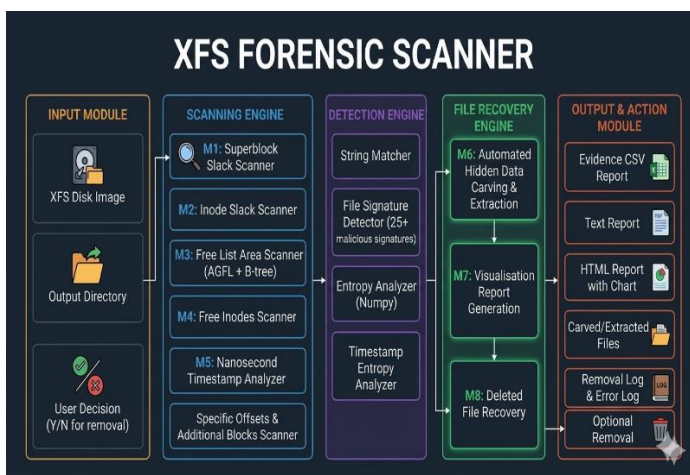 XFS FORENSIC SCANNER
INPUT MODULE
XFS Disk Image
Output Directory
User Decision
(Y/N for removal)
SCANNING ENGINE
M1: Superblock
Slack Scanner
M2: Inode Slack Scanner
M3: Free List Area Scanner
(AGFL + B-tree)
M4: Free Inodes Scanner
M5: Nanosecond
Timestamp Analyzer
Specific Offsets &
Additional Blocks Scanner
DETECTION ENGINE
String Matcher
File Signature
Detector (25+
malicious signatures)
Entropy Analyzer
(Numpy)
Timestamp
Entropy
Analyzer
FILE RECOVERY
ENGINE
M6: Automated
Hidden Data
Carving &
Extraction
M7: Visualisation
Report
Generation
M8: Deleted
File Recovery
OUTPUT & ACTION
MODULE
Evidence CSV
Report
Text Report
HTML Report
with Chart
Carved/Extracted
Files
Removal Log
& Error Log
LOG
Optional
Removal